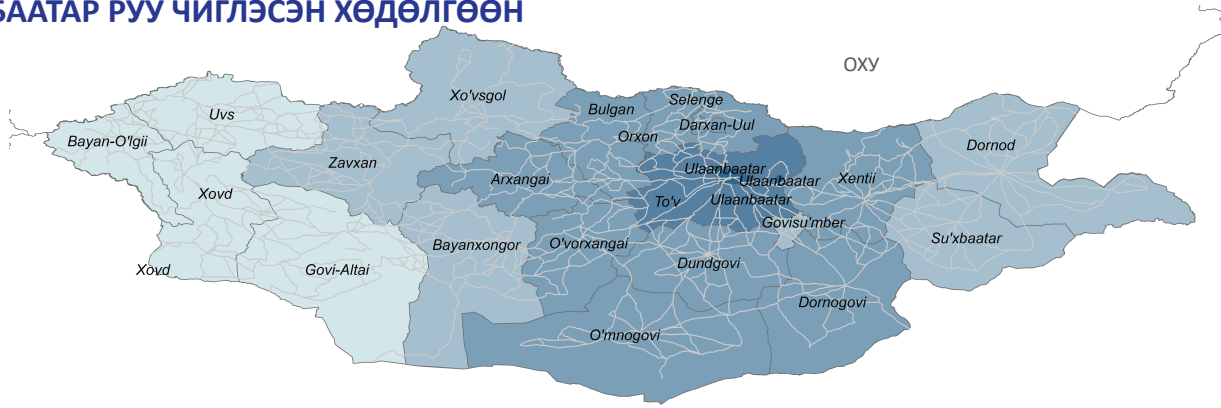 БААТАР РУУ ЧИГЛЭСЭН ХӨДӨЛГӨӨН
ОХУ
Xo'vsgol
Uvs
Bulgan
Selenge
Bayan-O'lgii
Orxon
Darxan-Uul
Dornod
Zavxan
Arxangai
Ulaanbaatar
Ulaanbaatar
Xentii
Xovd
To'v
Ulaanbaatar
Govisu'mber
Bayanxongor
O'vorxangai
Su'xbaatar
Xovd
Govi-Altai
Dundgovi
Dornogovi
O'mnogovi